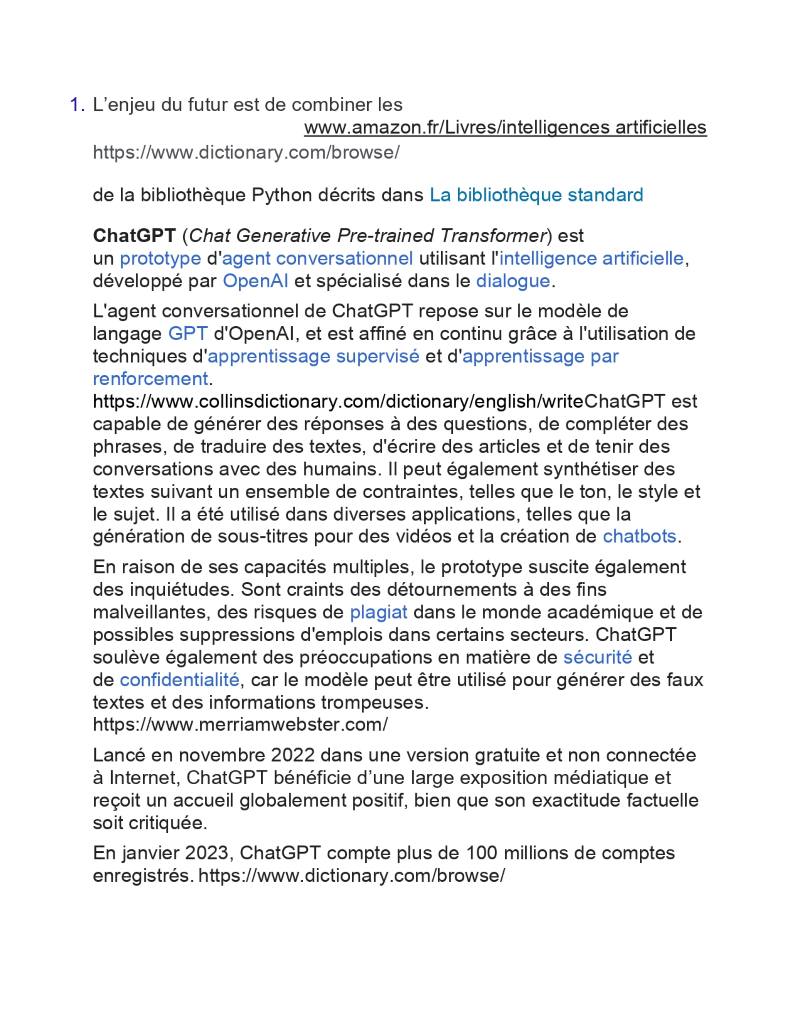 1. L’enjeu du futur est de combiner les
www.amazon.fr/Livres/intelligences artificielles
https://www.dictionary.com/browse/
de la bibliothèque Python décrits dans La bibliothèque standard
ChatGPT (Chat Generative Pre-trained Transformer) est
un prototype d'agent conversationnel utilisant l'intelligence artificielle,
développé par OpenAI et spécialisé dans le dialogue.
L'agent conversationnel de ChatGPT repose sur le modèle de
langage GPT d'OpenAI, et est affiné en continu grâce à l'utilisation de
techniques d'apprentissage supervisé et d'apprentissage par
renforcement.
https://www.collinsdictionary.com/dictionary/english/writeChatGPT est
capable de générer des réponses à des questions, de compléter des
phrases, de traduire des textes, d'écrire des articles et de tenir des
conversations avec des humains. Il peut également synthétiser des
textes suivant un ensemble de contraintes, telles que le ton, le style et
le sujet. Il a été utilisé dans diverses applications, telles que la
génération de sous-titres pour des vidéos et la création de chatbots.
En raison de ses capacités multiples, le prototype suscite également
des inquiétudes. Sont craints des détournements à des fins
malveillantes, des risques de plagiat dans le monde académique et de
possibles suppressions d'emplois dans certains secteurs. ChatGPT
soulève également des préoccupations en matière de sécurité et
de confidentialité, car le modèle peut être utilisé pour générer des faux
textes et des informations trompeuses.
https://www.merriamwebster.com/
Lancé en novembre 2022 dans une version gratuite et non connectée
à Internet, ChatGPT bénéficie d’une large exposition médiatique et
reçoit un accueil globalement positif, bien que son exactitude factuelle
soit critiquée.
En janvier 2023, ChatGPT compte plus de 100 millions de comptes
enregistrés. https://www.dictionary.com/browse/